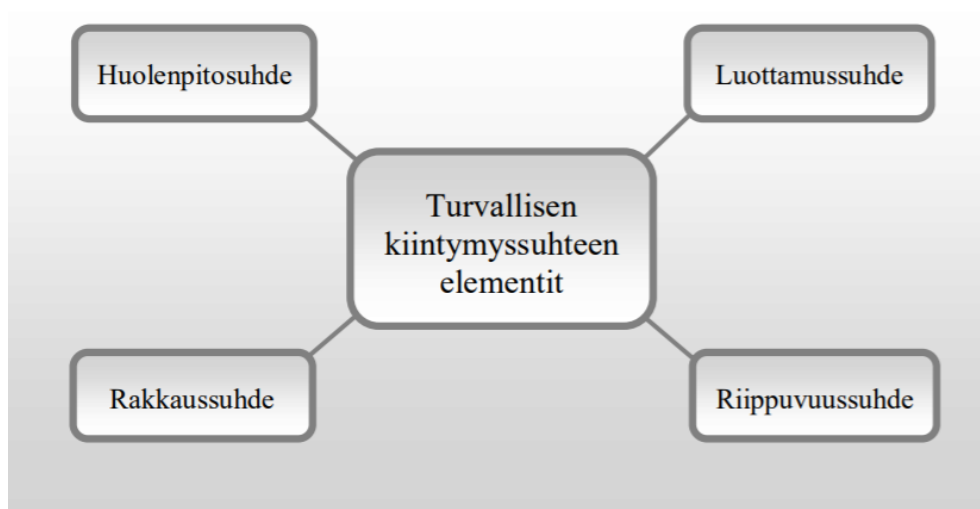 Huolenpitosuhde
Luottamussuhde
Turvallisen
kiintymyssuhteen
elementit
Rakkaussuhde
Riippuvuussuhde